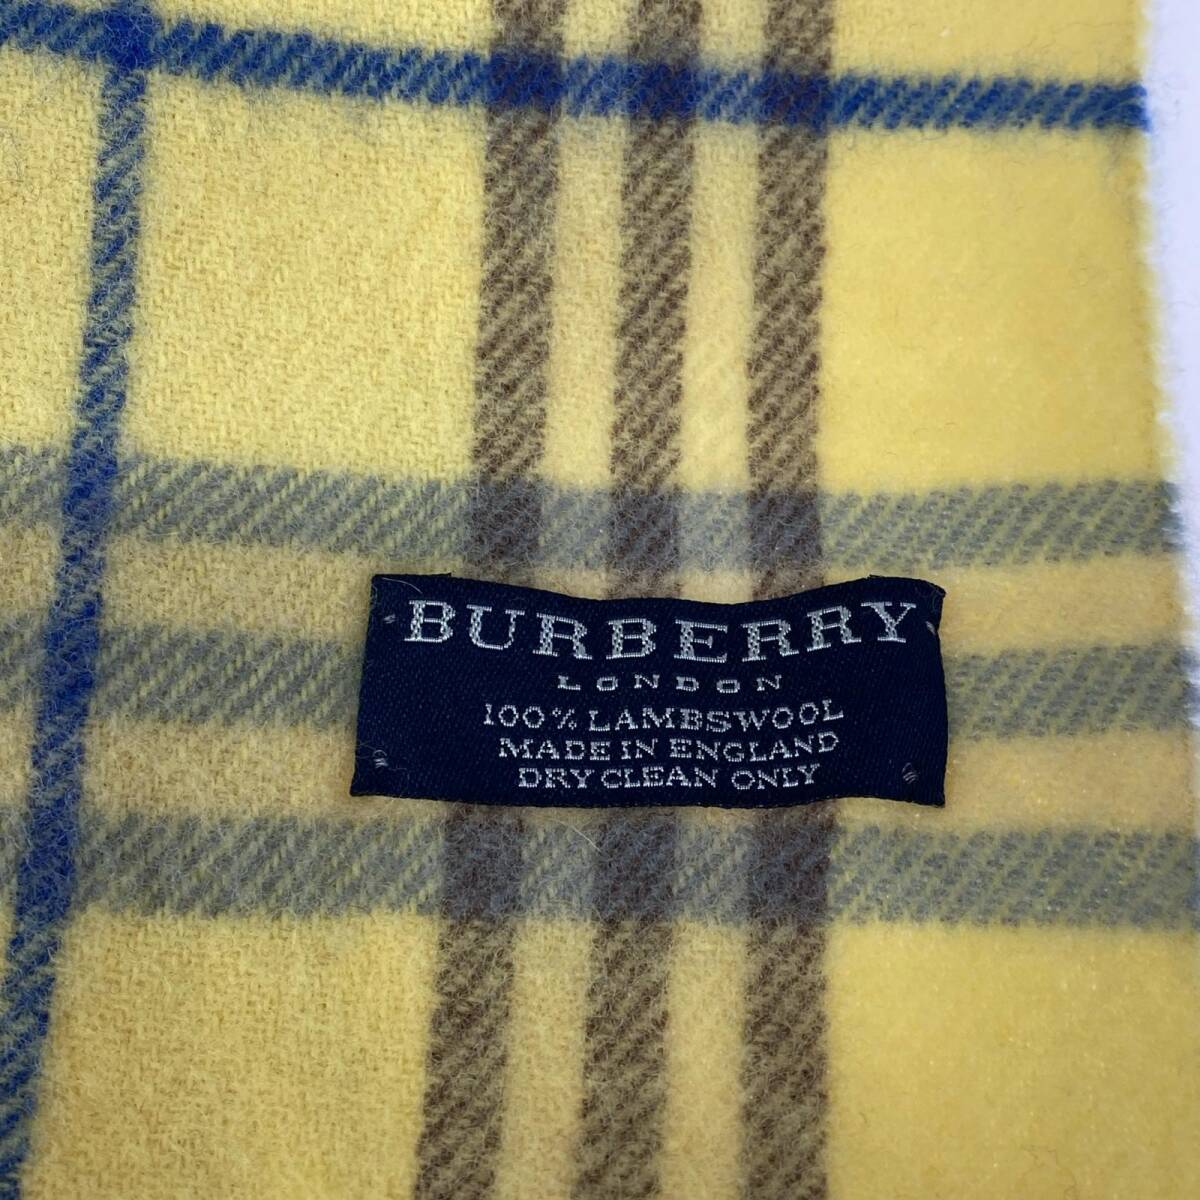 BURBERRY
LONDON
100% LAMBSWOOL
MADE IN ENGLAND
DRY CLEAN ONLY